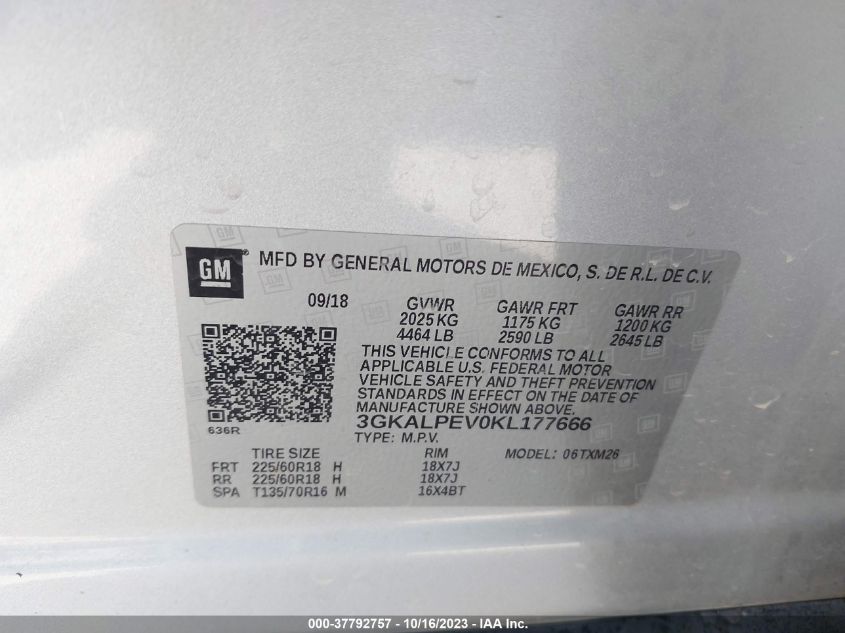 GM ® MFD BY GENERAL MOTORS DE MEXICO, S. DE R.L. DE C.V.
09/18 GVWR GAWR FRT GAWR RR
2025 KG 1175 KG 1200 KG
4464 LB 2590 LB 2645 LB
THIS VEHICLE CONFORMS TO ALL
APPLICABLE U.S. FEDERAL MOTOR
VEHICLE SAFETY AND THEFT PREVENTION
STANDARDS IN EFFECT ON THE DATE OF
MANUFACTURE SHOWN ABOVE.
636R
3GKALPEV0KL177666
TYPE: M.P.V.
TIRE SIZE RIM MODEL: 06TXM26
FRT 225/60R18 H 18X7J
RR 225/60R18 H 18X7J
SPA T135/70R16 M 16X4BT
000-37792757 - 10/16/2023 - IAA Inc.